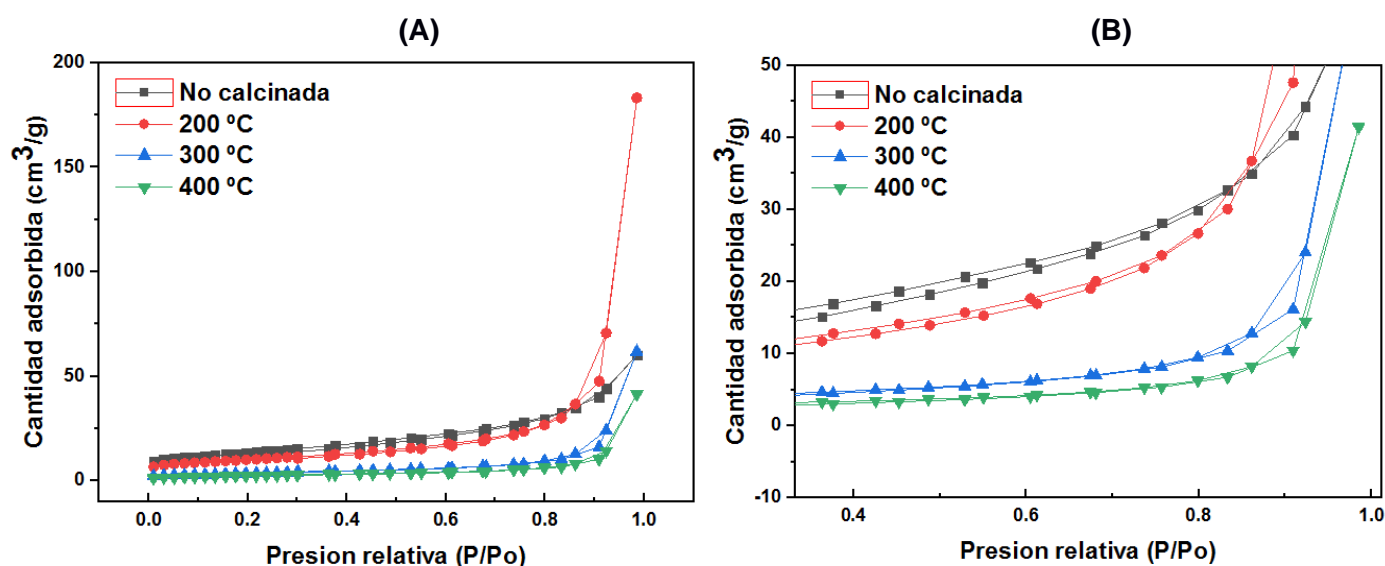 (A)
Cantidad adsorbida (cm³/g)
200
150
100
50
0
No calcinada
200 ºC
300 ºC
400 ºC
0.0 0.2 0.4 0.6 0.8 1.0
Presion relativa (P/Po)
(B)
Cantidad adsorbida (cm³/g)
50
40
30
20
10
0
-10
No calcinada
200 ºC
300 ºC
400 ºC
0.4 0.6 0.8 1.0
Presion relativa (P/Po)